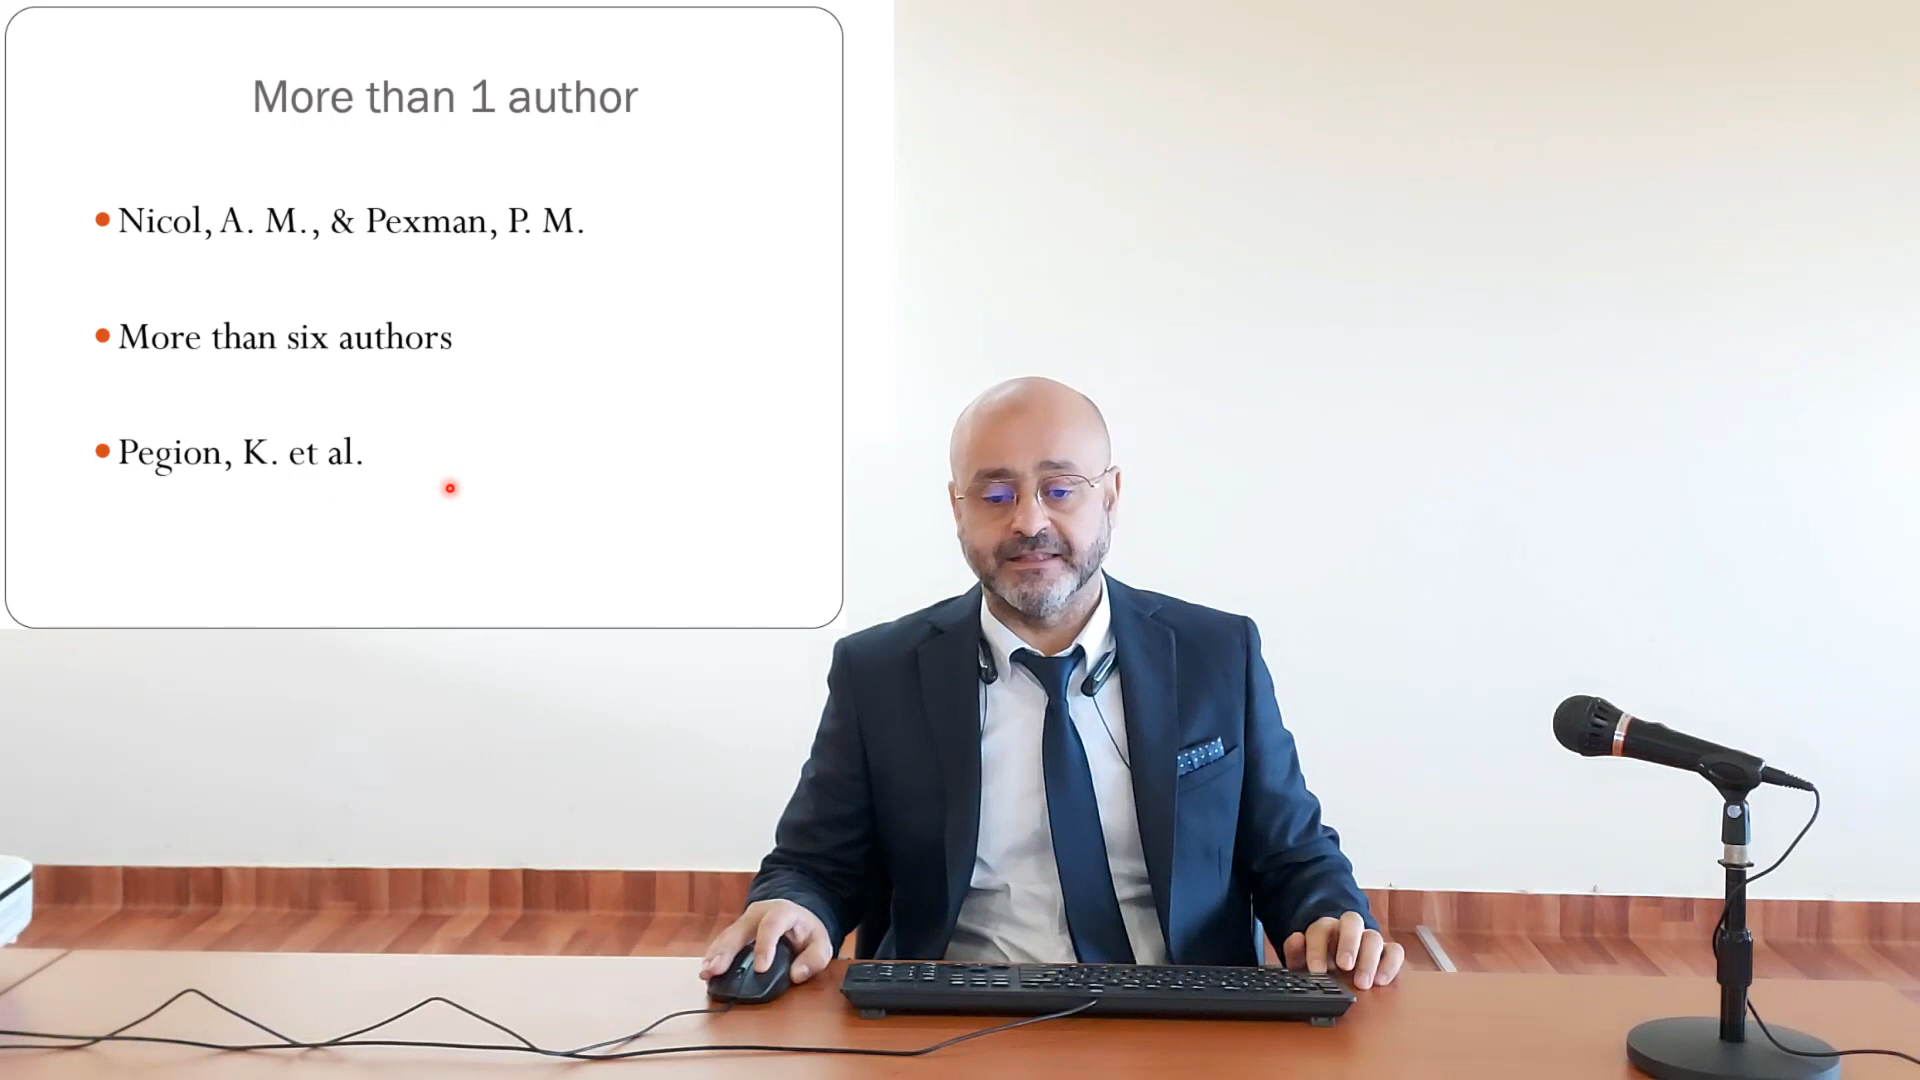 More than 1 author
Nicol, A. M., & Pexman, P. M.
More than six authors
Pegion, K. et al.